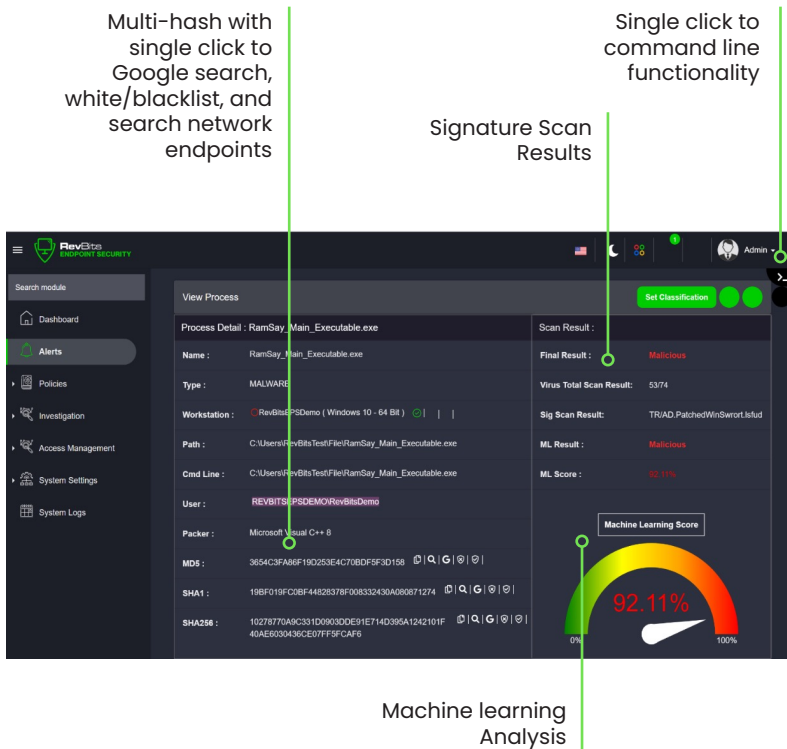 Multi-hash with
single click to
Google search,
white/blacklist, and
search network
endpoints
Single click to
command line
functionality
Signature Scan
Results
RevBits
ENDPOINT SECURITY
1
Admin
Search module
Dashboard
Alerts
Policies
Investigation
Access Management
System Settings
System Logs
View Process
Set Classification
Process Detail : RamSay_Main_Executable.exe
Name : RamSay_Main_Executable.exe
Type : MALWARE
Workstation : RevBitsEPSDemo ( Windows 10 - 64 Bit ) | | |
Path : C:\Users\RevBitsTest\File\RamSay_Main_Executable.exe
Cmd Line : C:\Users\RevBitsTest\File\RamSay_Main_Executable.exe
User : REVBITSEPSDEMO\RevBitsDemo
Packer : Microsoft Visual C++ 8
MD5 : 3654C3FA86F19D253E4C70BDF5F3D158
SHA1 : 19BF019FC0BF44828378F008332430A080871274
SHA256 : 10278770A9C331D0903DDE91E714D395A1242101F
40AE6030436CE07FF5FCAF6
Scan Result :
Final Result : Malicious
Virus Total Scan Result: 53/74
Sig Scan Result: TR/AD.PatchedWinSwrort.lsfud
ML Result : Malicious
ML Score : 92.11%
Machine Learning Score
92.11%
0%
100%
Machine learning
Analysis